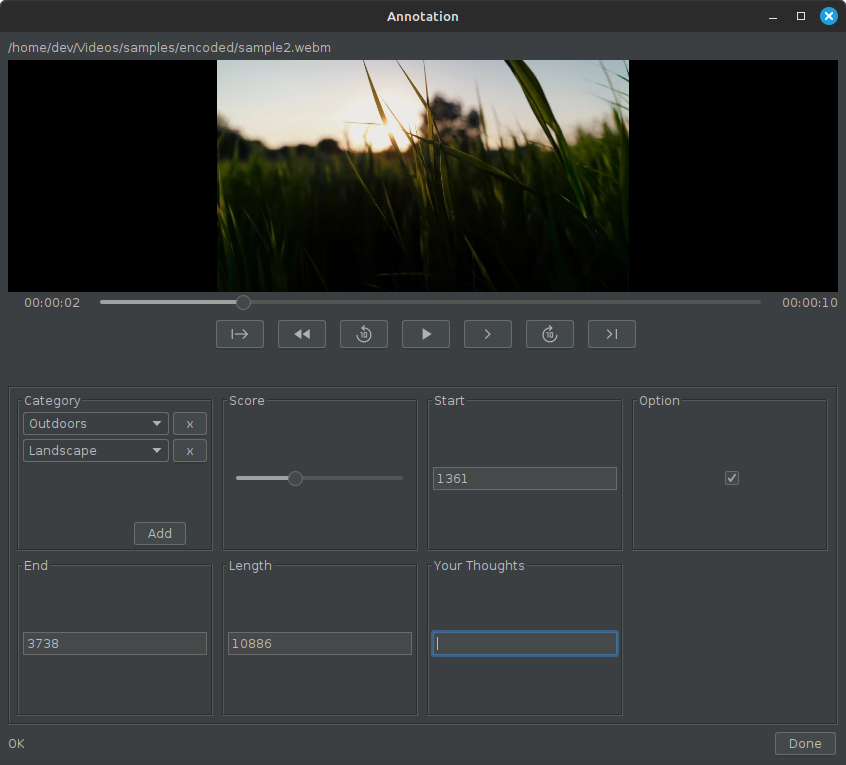 Annotation
/home/dev/Videos/samples/encoded/sample2.webm
00:00:02 00:00:10
10 10
Category Score Start Option
Outdoors x
Landscape x
1361
Add
End Length Your Thoughts
3738 10886
OK Done